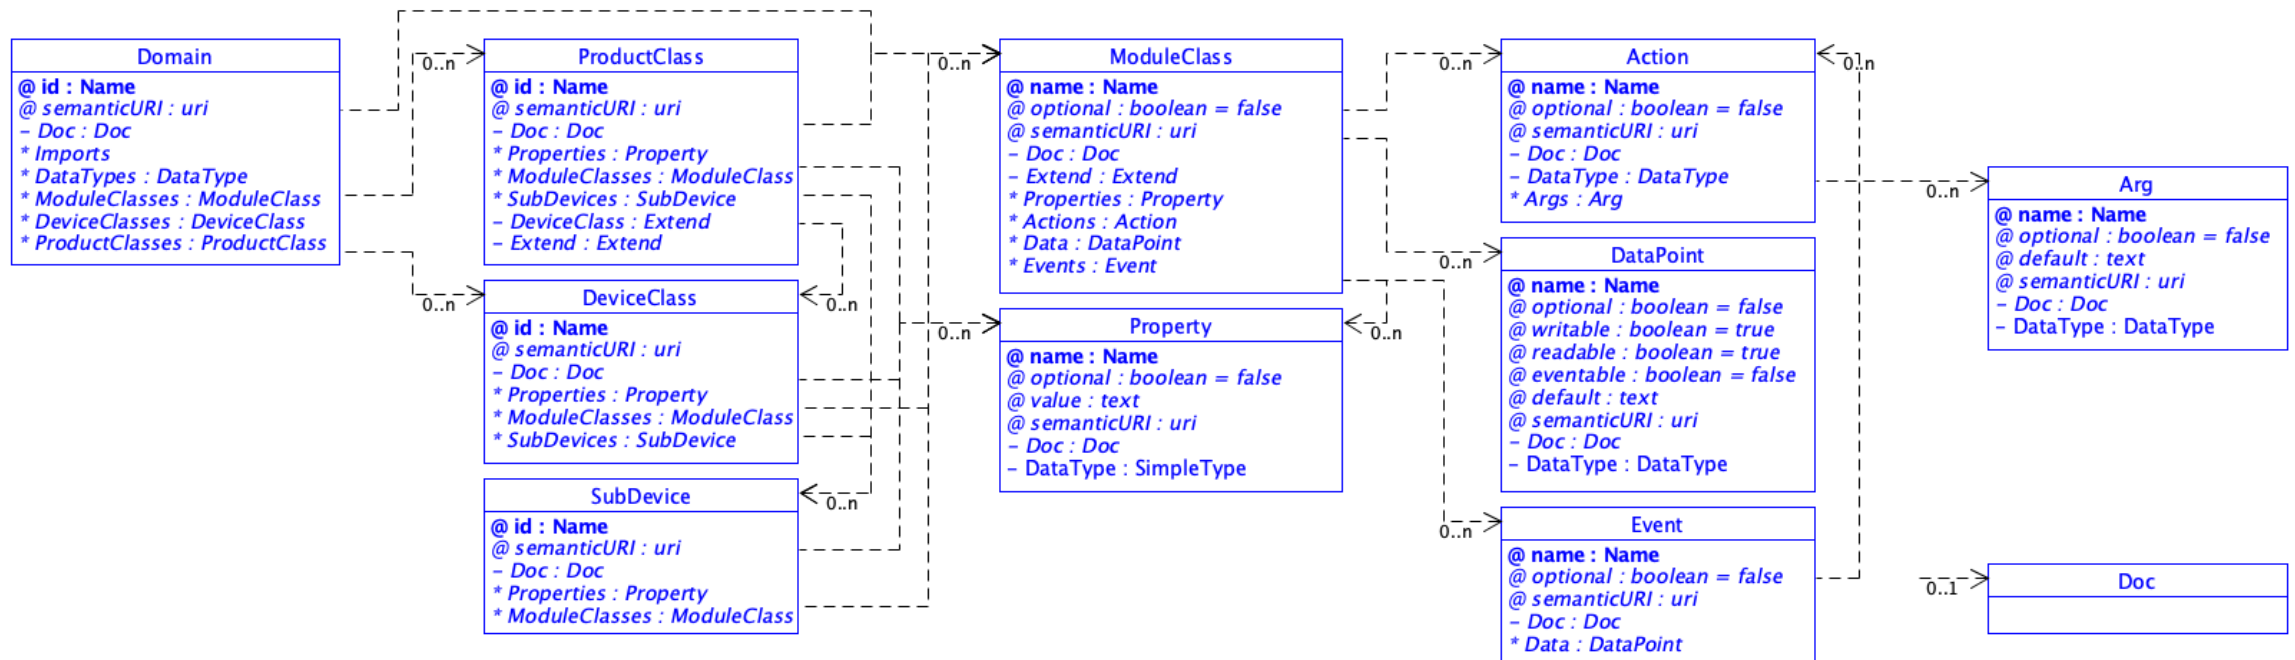 Domain
@ id : Name
@ semanticURI : uri
– Doc : Doc
* Imports
* DataTypes : DataType
* ModuleClasses : ModuleClass
* DeviceClasses : DeviceClass
* ProductClasses : ProductClass
0..n
0..n
ProductClass
@ id : Name
@ semanticURI : uri
– Doc : Doc
* Properties : Property
* ModuleClasses : ModuleClass
* SubDevices : SubDevice
– DeviceClass : Extend
– Extend : Extend
DeviceClass
@ id : Name
@ semanticURI : uri
– Doc : Doc
* Properties : Property
* ModuleClasses : ModuleClass
* SubDevices : SubDevice
SubDevice
@ id : Name
@ semanticURI : uri
– Doc : Doc
* Properties : Property
* ModuleClasses : ModuleClass
0..n
0..n
0..n
0..n
ModuleClass
@ name : Name
@ optional : boolean = false
@ semanticURI : uri
– Doc : Doc
– Extend : Extend
* Properties : Property
* Actions : Action
* Data : DataPoint
* Events : Event
Property
@ name : Name
@ optional : boolean = false
@ value : text
@ semanticURI : uri
– Doc : Doc
– DataType : SimpleType
0..n
0..n
0..n
0..n
Action
@ name : Name
@ optional : boolean = false
@ semanticURI : uri
– Doc : Doc
– DataType : DataType
* Args : Arg
DataPoint
@ name : Name
@ optional : boolean = false
@ writable : boolean = true
@ readable : boolean = true
@ eventable : boolean = false
@ default : text
@ semanticURI : uri
– Doc : Doc
– DataType : DataType
Event
@ name : Name
@ optional : boolean = false
@ semanticURI : uri
– Doc : Doc
* Data : DataPoint
0..n
0..n
Arg
@ name : Name
@ optional : boolean = false
@ default : text
@ semanticURI : uri
– Doc : Doc
– DataType : DataType
0..1
Doc